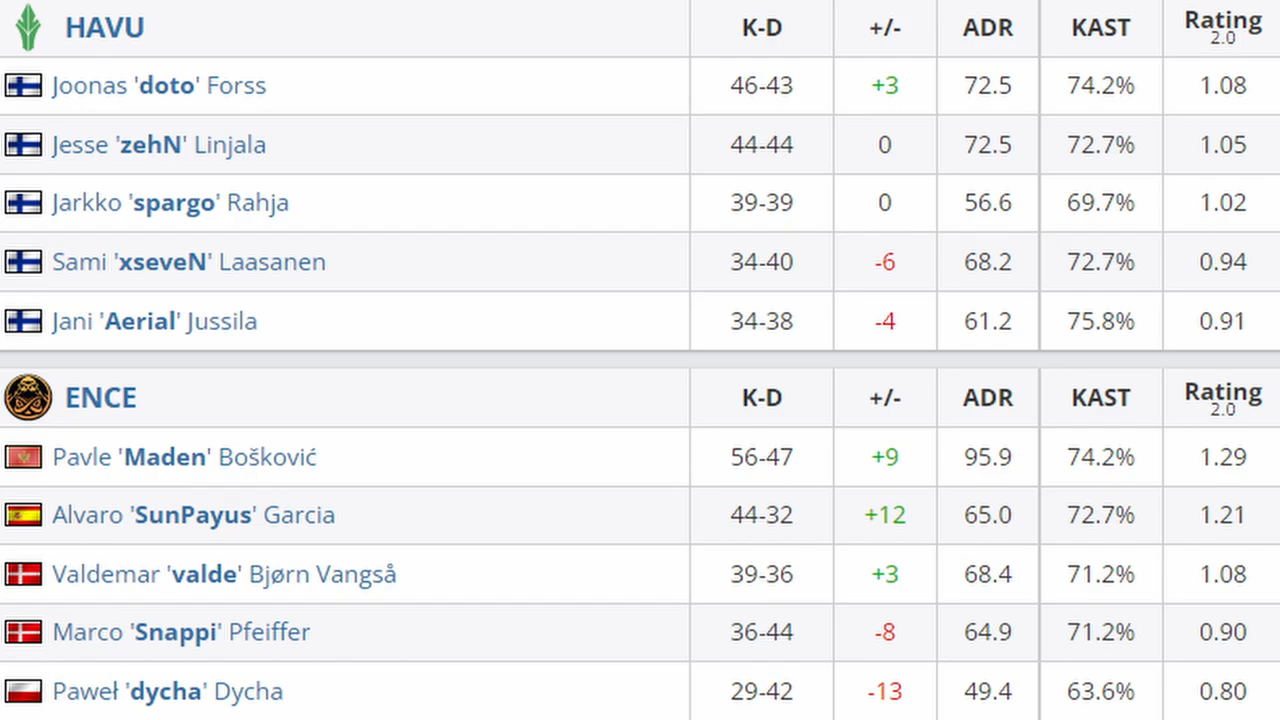 HAVU K-D +/- ADR KAST Rating 2.0
Joonas 'doto' Forss 46-43 +3 72.5 74.2% 1.08
Jesse 'zehN' Linjala 44-44 0 72.5 72.7% 1.05
Jarkko 'spargo' Rahja 39-39 0 56.6 69.7% 1.02
Sami 'xseveN' Laasanen 34-40 -6 68.2 72.7% 0.94
Jani 'Aerial' Jussila 34-38 -4 61.2 75.8% 0.91
ENCE K-D +/- ADR KAST Rating 2.0
Pavle 'Maden' Bošković 56-47 +9 95.9 74.2% 1.29
Alvaro 'SunPayus' Garcia 44-32 +12 65.0 72.7% 1.21
Valdemar 'valde' Bjørn Vangså 39-36 +3 68.4 71.2% 1.08
Marco 'Snappi' Pfeiffer 36-44 -8 64.9 71.2% 0.90
Paweł 'dycha' Dycha 29-42 -13 49.4 63.6% 0.80